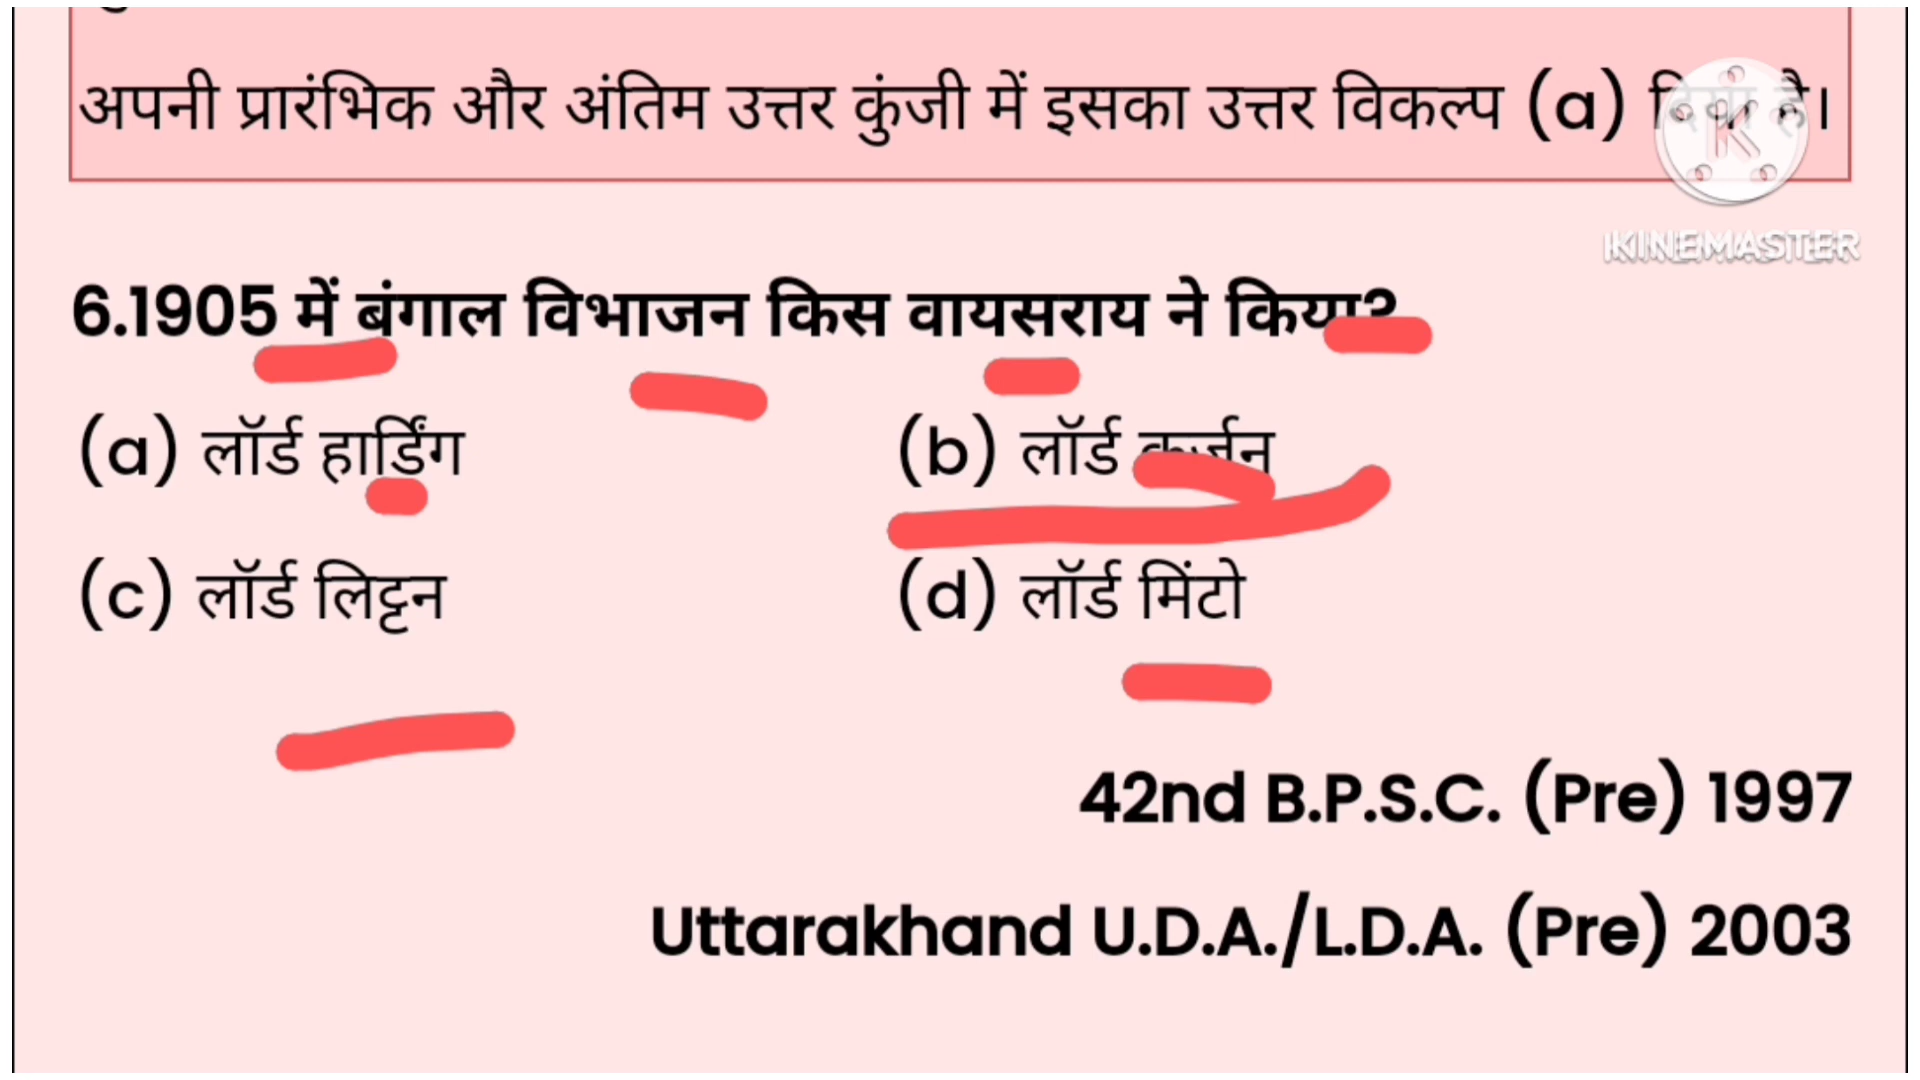 अपनी प्रारंभिक और अंतिम उत्तर कुंजी में इसका उत्तर विकल्प (a) दिया है।
KINEMASTER
6.1905 में बंगाल विभाजन किस वायसराय ने किया?
(a) लॉर्ड हार्डिंग (b) लॉर्ड कर्जन
(c) लॉर्ड लिट्टन (d) लॉर्ड मिंटो
42nd B.P.S.C. (Pre) 1997
Uttarakhand U.D.A./L.D.A. (Pre) 2003